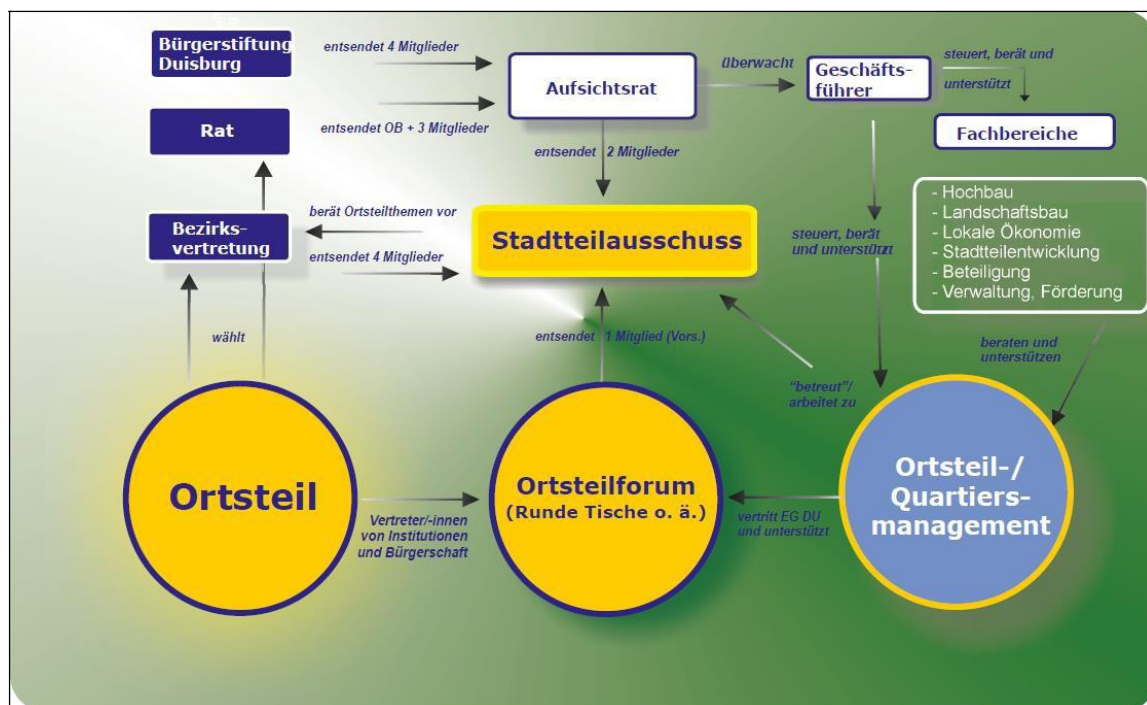 Bürgerstiftung
Duisburg
entsendet 4 Mitglieder
Aufsichtsrat
überwacht
Geschäfts-
führer
steuert, berät und
unterstützt
Fachbereiche
Rat
entsendet OB + 3 Mitglieder
entsendet 2 Mitglieder
- Hochbau
- Landschaftsbau
- Lokale Ökonomie
- Stadtteilentwicklung
- Beteiligung
- Verwaltung, Förderung
Bezirks-
vertretung
berät Ortsteilthemen vor
entsendet 4 Mitglieder
Stadtteilausschuss
steuert, berät
und unterstützt
wählt
entsendet 1 Mitglied (Vors.)
"betreut"/
arbeitet zu
beraten und
unterstützen
Ortsteil
Vertreter/-innen
von Institutionen
und Bürgerschaft
Ortsteilforum
(Runde Tische o. ä.)
vertritt EG DU
und unterstützt
Ortsteil-/
Quartiers-
management